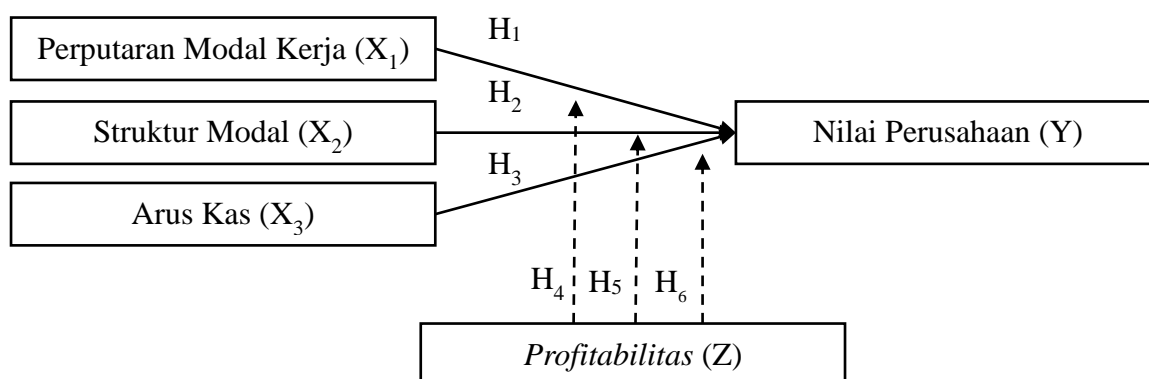 H1
Perputaran Modal Kerja (X1)
H2
Struktur Modal (X2)
Nilai Perusahaan (Y)
H3
Arus Kas (X3)
H4
H5
H6
Profitabilitas (Z)